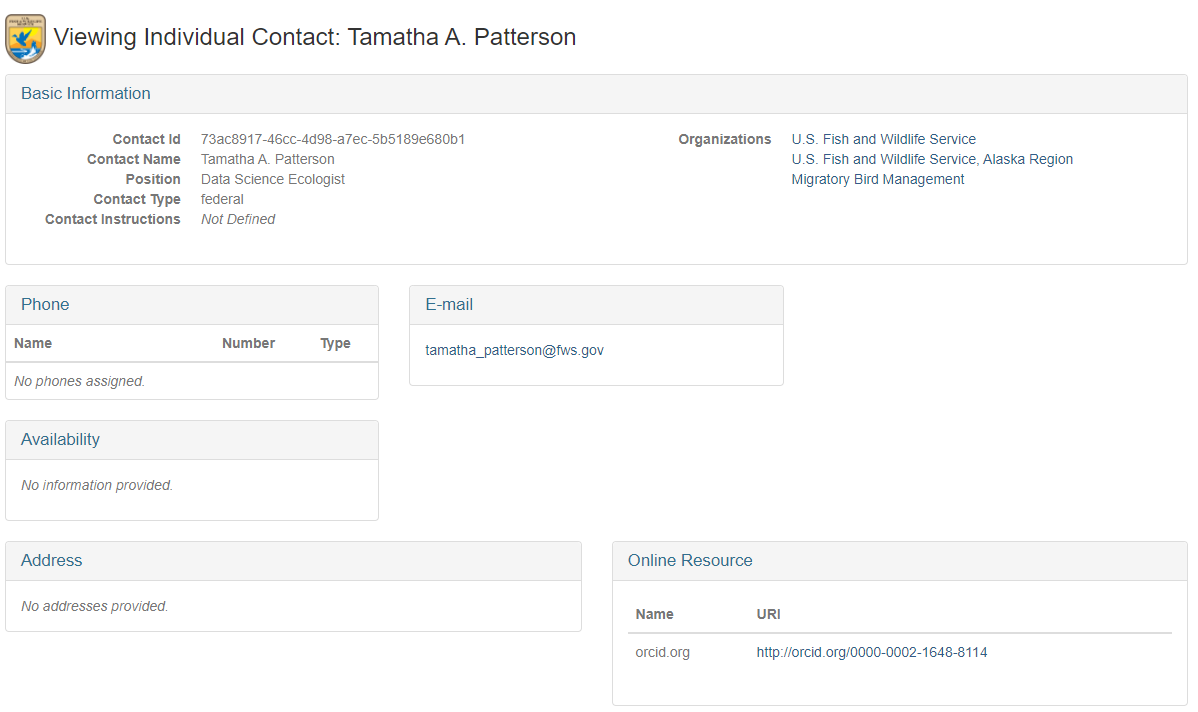 Viewing Individual Contact: Tamatha A. Patterson
Basic Information
Contact Id 73ac8917-46cc-4d98-a7ec-5b5189e680b1
Contact Name Tamatha A. Patterson
Position Data Science Ecologist
Contact Type federal
Contact Instructions Not Defined
Organizations U.S. Fish and Wildlife Service
U.S. Fish and Wildlife Service, Alaska Region
Migratory Bird Management
Phone
Name Number Type
No phones assigned.
E-mail
tamatha_patterson@fws.gov
Availability
No information provided.
Address
No addresses provided.
Online Resource
Name URI
orcid.org http://orcid.org/0000-0002-1648-8114